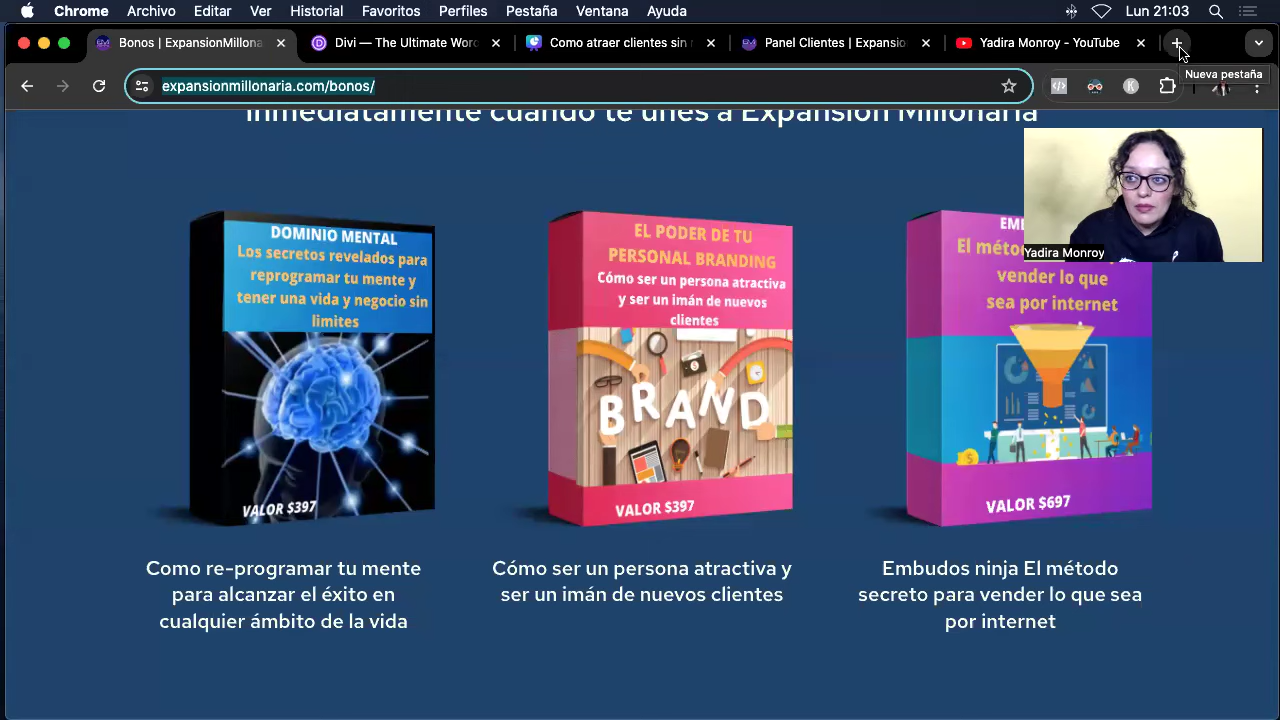 Chrome Archivo Editar Ver Historial Favoritos Perfiles Pestaña Ventana Ayuda Lun 21:03
Bonos | ExpansionMillona Divi — The Ultimate Wor Como atraer clientes sin Panel Clientes | Expansio Yadira Monroy - YouTube
expansionmillonaria.com/bonos/
Nueva pestaña
inmediatamente cuando te unes a Expansión Millonaria
Yadira Monroy
DOMINIO MENTAL
Los secretos revelados para
reprogramar tu mente y
tener una vida y negocio sin
limites
VALOR $397
EL PODER DE TU
PERSONAL BRANDING
Cómo ser un persona atractiva
y ser un imán de nuevos
clientes
BRAND
VALOR $397
EMB
El méto
vender lo que
sea por internet
VALOR $697
Como re-programar tu mente
para alcanzar el éxito en
cualquier ámbito de la vida
Cómo ser un persona atractiva y
ser un imán de nuevos clientes
Embudos ninja El método
secreto para vender lo que sea
por internet